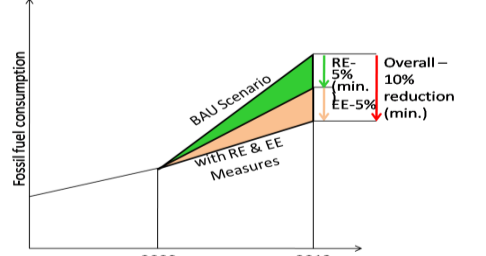 Fossil fuel consumption
BAU Scenario
with RE & EE
Measures
RE-
5%
(min.
)
EE-5%
Overall –
10%
reduction
(min.)